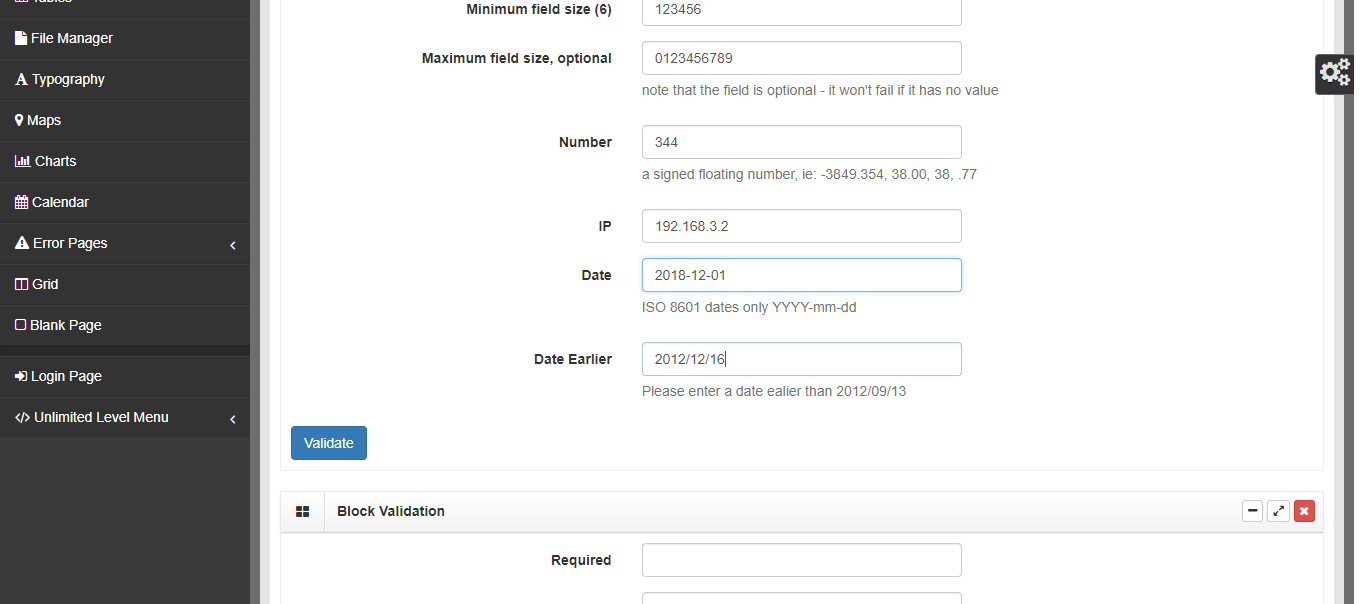 Tables
File Manager
Typography
Maps
Charts
Calendar
Error Pages
Grid
Blank Page
Login Page
Unlimited Level Menu
Minimum field size (6)
123456
Maximum field size, optional
0123456789
note that the field is optional - it won't fail if it has no value
Number
344
a signed floating number, ie: -3849.354, 38.00, 38, .77
IP
192.168.3.2
Date
2018-12-01
ISO 8601 dates only YYYY-mm-dd
Date Earlier
2012/12/16
Please enter a date ealier than 2012/09/13
Validate
Block Validation
Required